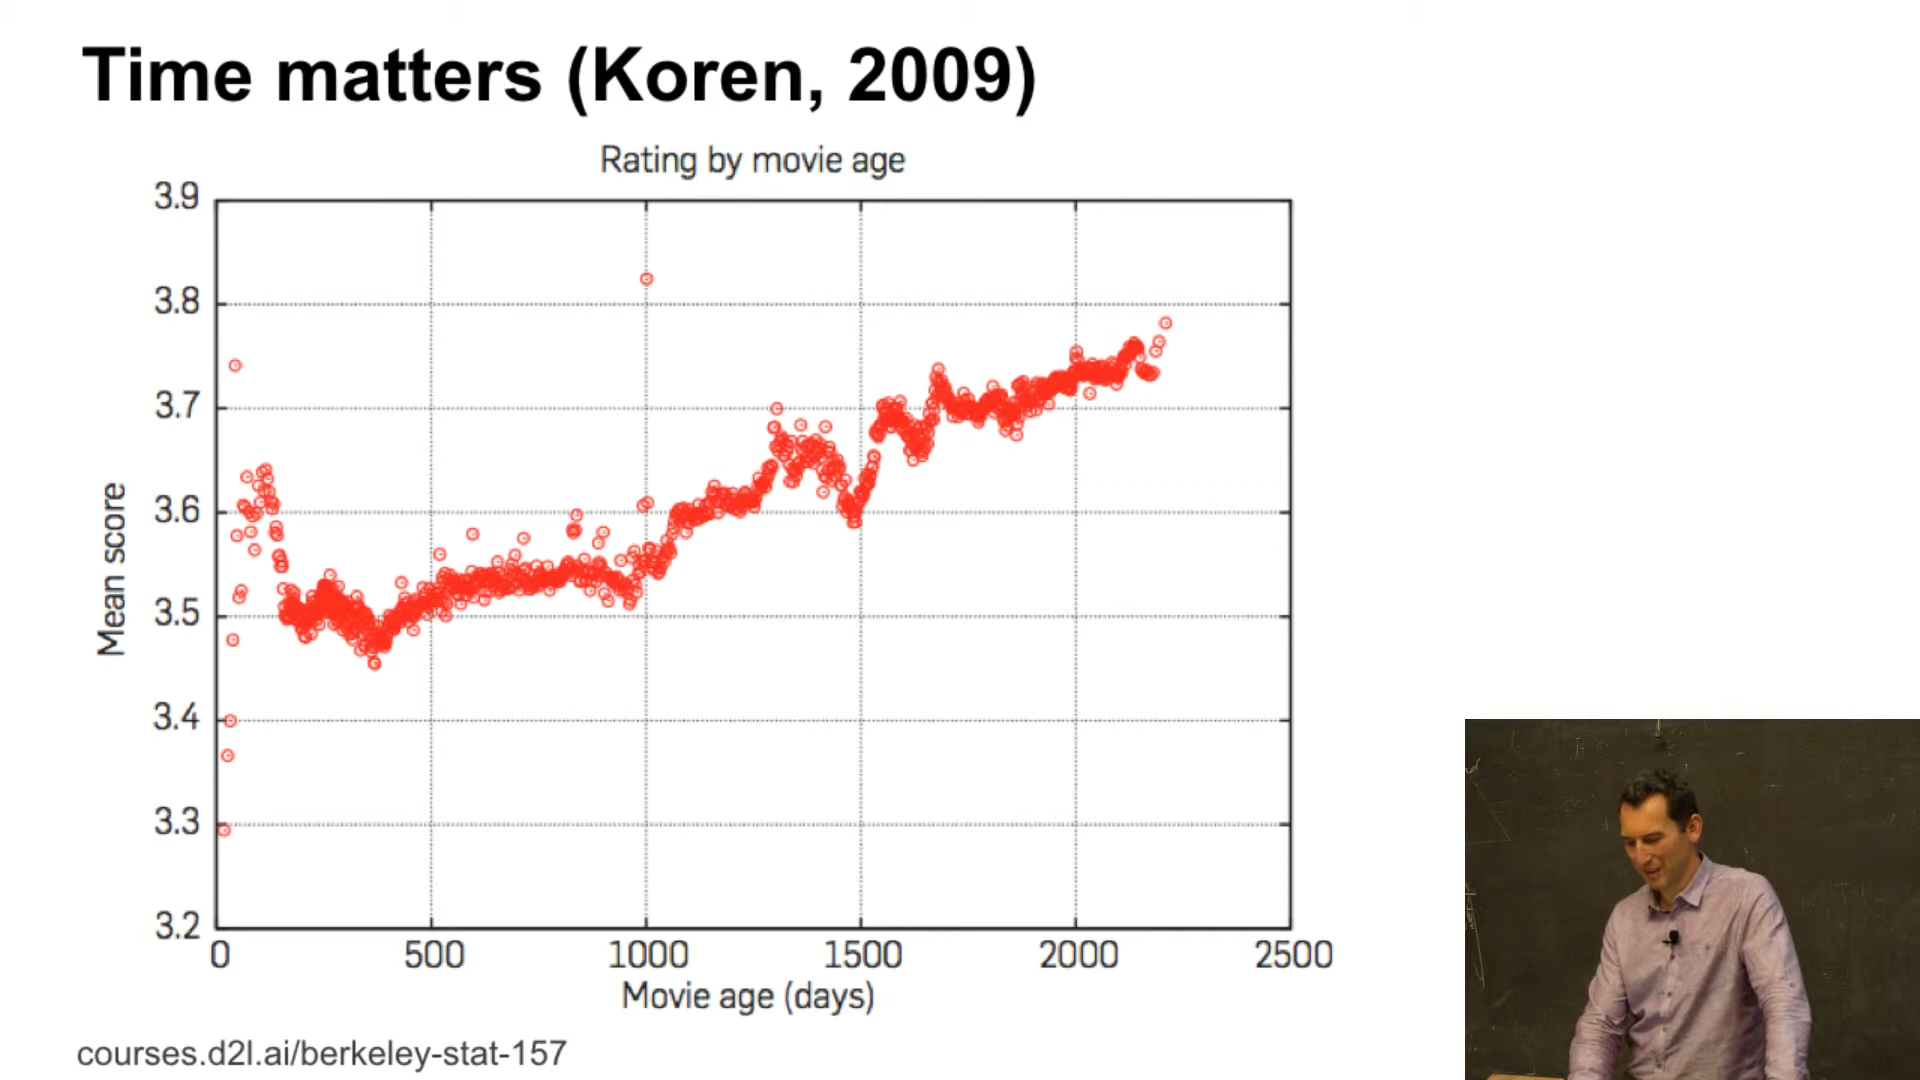 Time matters (Koren, 2009)
Rating by movie age
3.9
3.8
3.7
3.6
3.5
3.4
3.3
3.2
Mean score
0 500 1000 1500 2000 2500
Movie age (days)
courses.d2l.ai/berkeley-stat-157